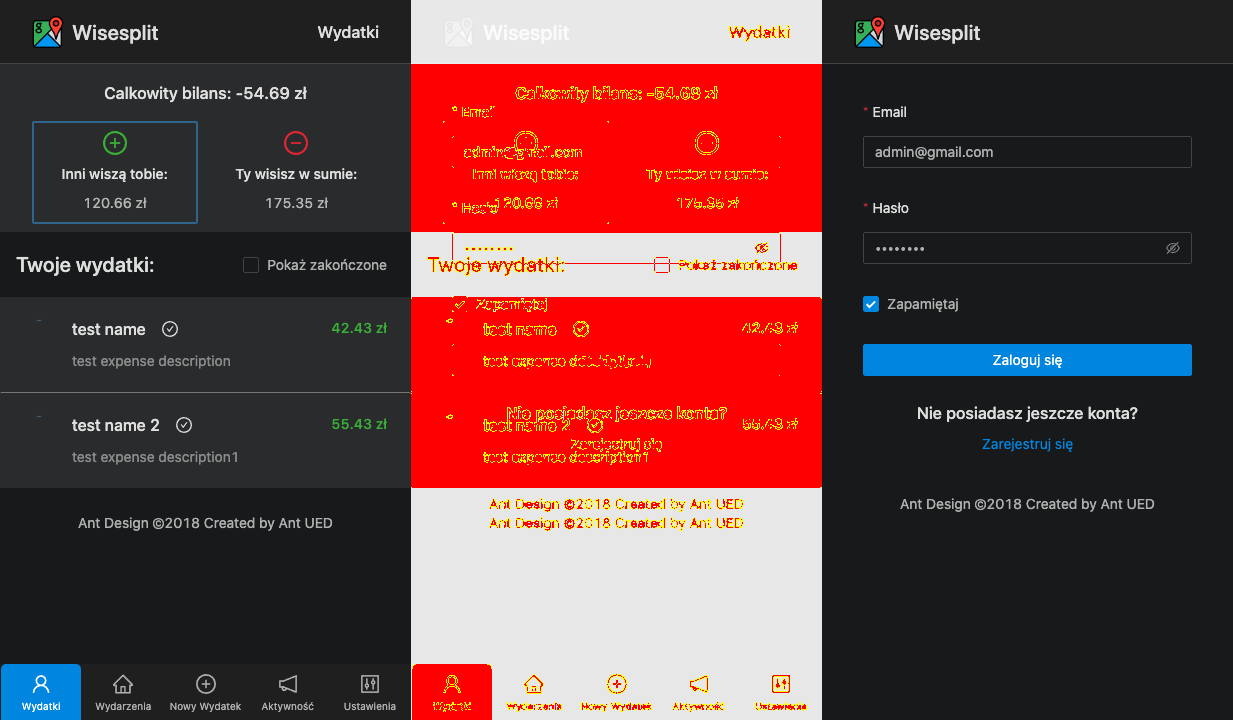 Wisesplit
Wydatki
Całkowity bilans: -54.69 zł
Inni wiszą tobie:
120.66 zł
Ty wisisz w sumie:
175.35 zł
Twoje wydatki:
Pokaż zakończone
test name
42.43 zł
test expense description
test name 2
55.43 zł
test expense description1
Ant Design ©2018 Created by Ant UED
Wydatki
Wydarzenia
Nowy Wydatek
Aktywność
Ustawienia
Wisesplit
Wydatki
Całkowity bilans: -54.69 zł
* Email
admin@gmail.com
Inni wiszą tobie:
Ty wisisz w sumie:
* Hasło
120.66 zł
175.35 zł
Twoje wydatki:
Pokaż zakończone
Zapamiętaj
test name
42.43 zł
Nie posiadasz jeszcze konta?
test name 2
55.43 zł
Zarejestruj się
test expense description1
Ant Design ©2018 Created by Ant UED
Ant Design ©2018 Created by Ant UED
Wydatki
Wydarzenia
Nowy Wydatek
Aktywność
Ustawienia
Wisesplit
* Email
admin@gmail.com
* Hasło
••••••••
Zapamiętaj
Zaloguj się
Nie posiadasz jeszcze konta?
Zarejestruj się
Ant Design ©2018 Created by Ant UED